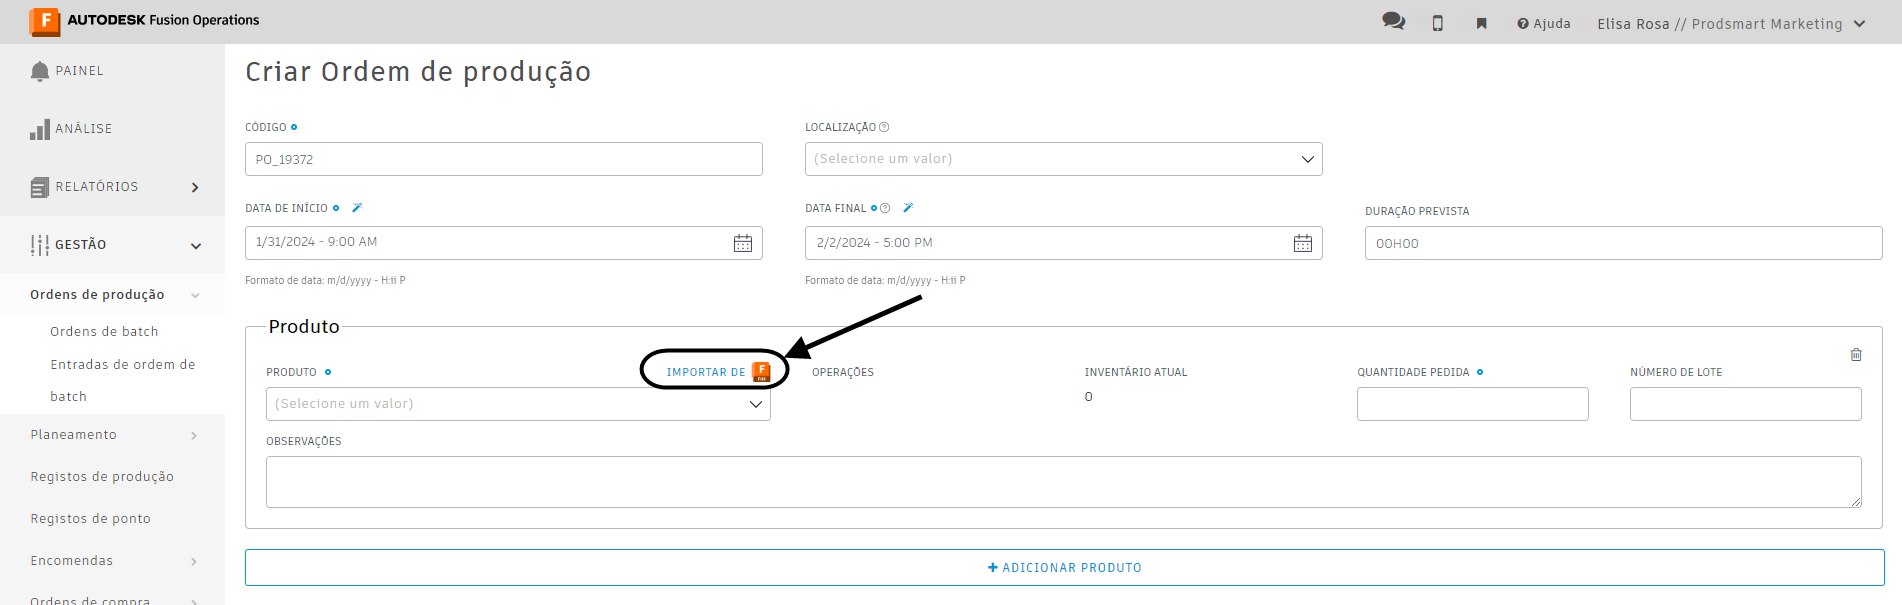 AUTODESK Fusion Operations
Ajuda
Elisa Rosa // Prodsmart Marketing
PAINEL
ANÁLISE
RELATÓRIOS
GESTÃO
Ordens de produção
Ordens de batch
Entradas de ordem de
batch
Planeamento
Registos de produção
Registos de ponto
Encomendas
Ordens de compra
Criar Ordem de produção
CÓDIGO
PO_19372
LOCALIZAÇÃO
(Selecione um valor)
DATA DE INÍCIO
1/31/2024 - 9:00 AM
Formato de data: m/d/yyyy - H:ii P
DATA FINAL
2/2/2024 - 5:00 PM
Formato de data: m/d/yyyy - H:ii P
DURAÇÃO PREVISTA
00H00
Produto
PRODUTO
IMPORTAR DE
F
FUS
(Selecione um valor)
OPERAÇÕES
INVENTÁRIO ATUAL
0
QUANTIDADE PEDIDA
NÚMERO DE LOTE
OBSERVAÇÕES
+ ADICIONAR PRODUTO